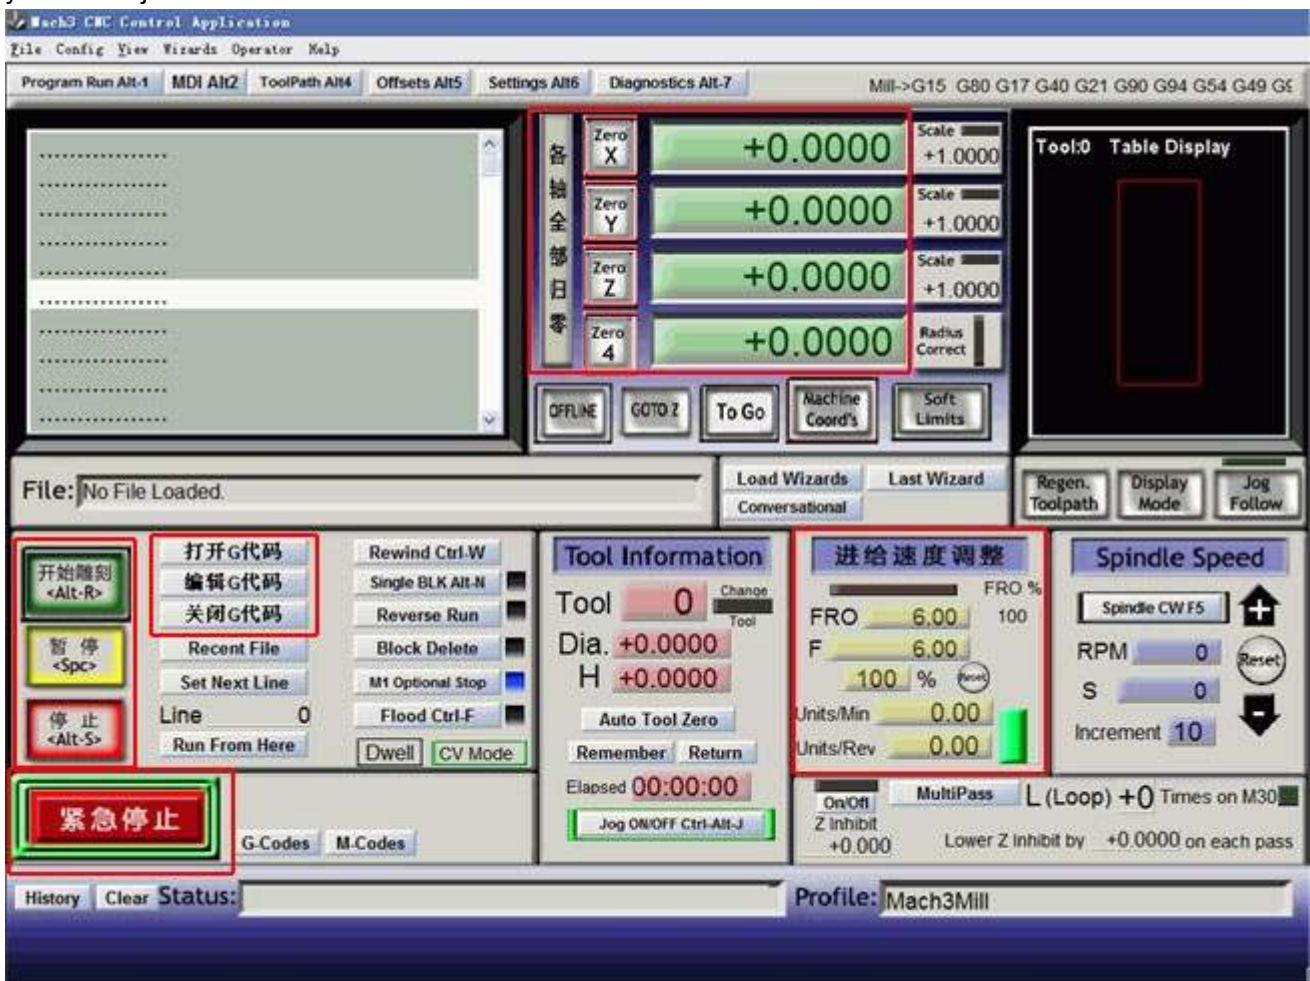 Mach3 CNC Control Application
File Config View Wizards Operator Help
Program Run Alt-1 MDI Alt2 ToolPath Alt4 Offsets Alt5 Settings Alt6 Diagnostics Alt-7 Mill->G15 G80 G17 G40 G21 G90 G94 G54 G49 G
各轴全部归零
Zero X +0.0000 Scale +1.0000
Zero Y +0.0000 Scale +1.0000
Zero Z +0.0000 Scale +1.0000
Zero 4 +0.0000 Radius Correct
Tool:0 Table Display
OFFLINE GOTO Z To Go Machine Coord's Soft Limits
File: No File Loaded.
Load Wizards Last Wizard
Conversational
Regen. Toolpath Display Mode Jog Follow
开始雕刻
<Alt-R>
暂 停
<Spc>
停 止
<Alt-S>
打开G代码
编辑G代码
关闭G代码
Recent File
Set Next Line
Line 0
Run From Here
Rewind Ctrl-W
Single BLK Alt-N
Reverse Run
Block Delete
M1 Optional Stop
Flood Ctrl-F
Dwell CV Mode
Tool Information
Tool 0 Change Tool
Dia. +0.0000
H +0.0000
Auto Tool Zero
Remember Return
Elapsed 00:00:00
Jog ON/OFF Ctrl-Alt-J
进给速度调整
FRO %
FRO 6.00 100
F 6.00
100 % Reset
Units/Min 0.00
Units/Rev 0.00
Spindle Speed
Spindle CW F5
RPM 0 Reset
S 0
Increment 10
紧急停止
G-Codes M-Codes
On/Off MultiPass L (Loop) +0 Times on M30
Z Inhibit
+0.000 Lower Z Inhibit by +0.0000 on each pass
History Clear Status:
Profile: Mach3Mill